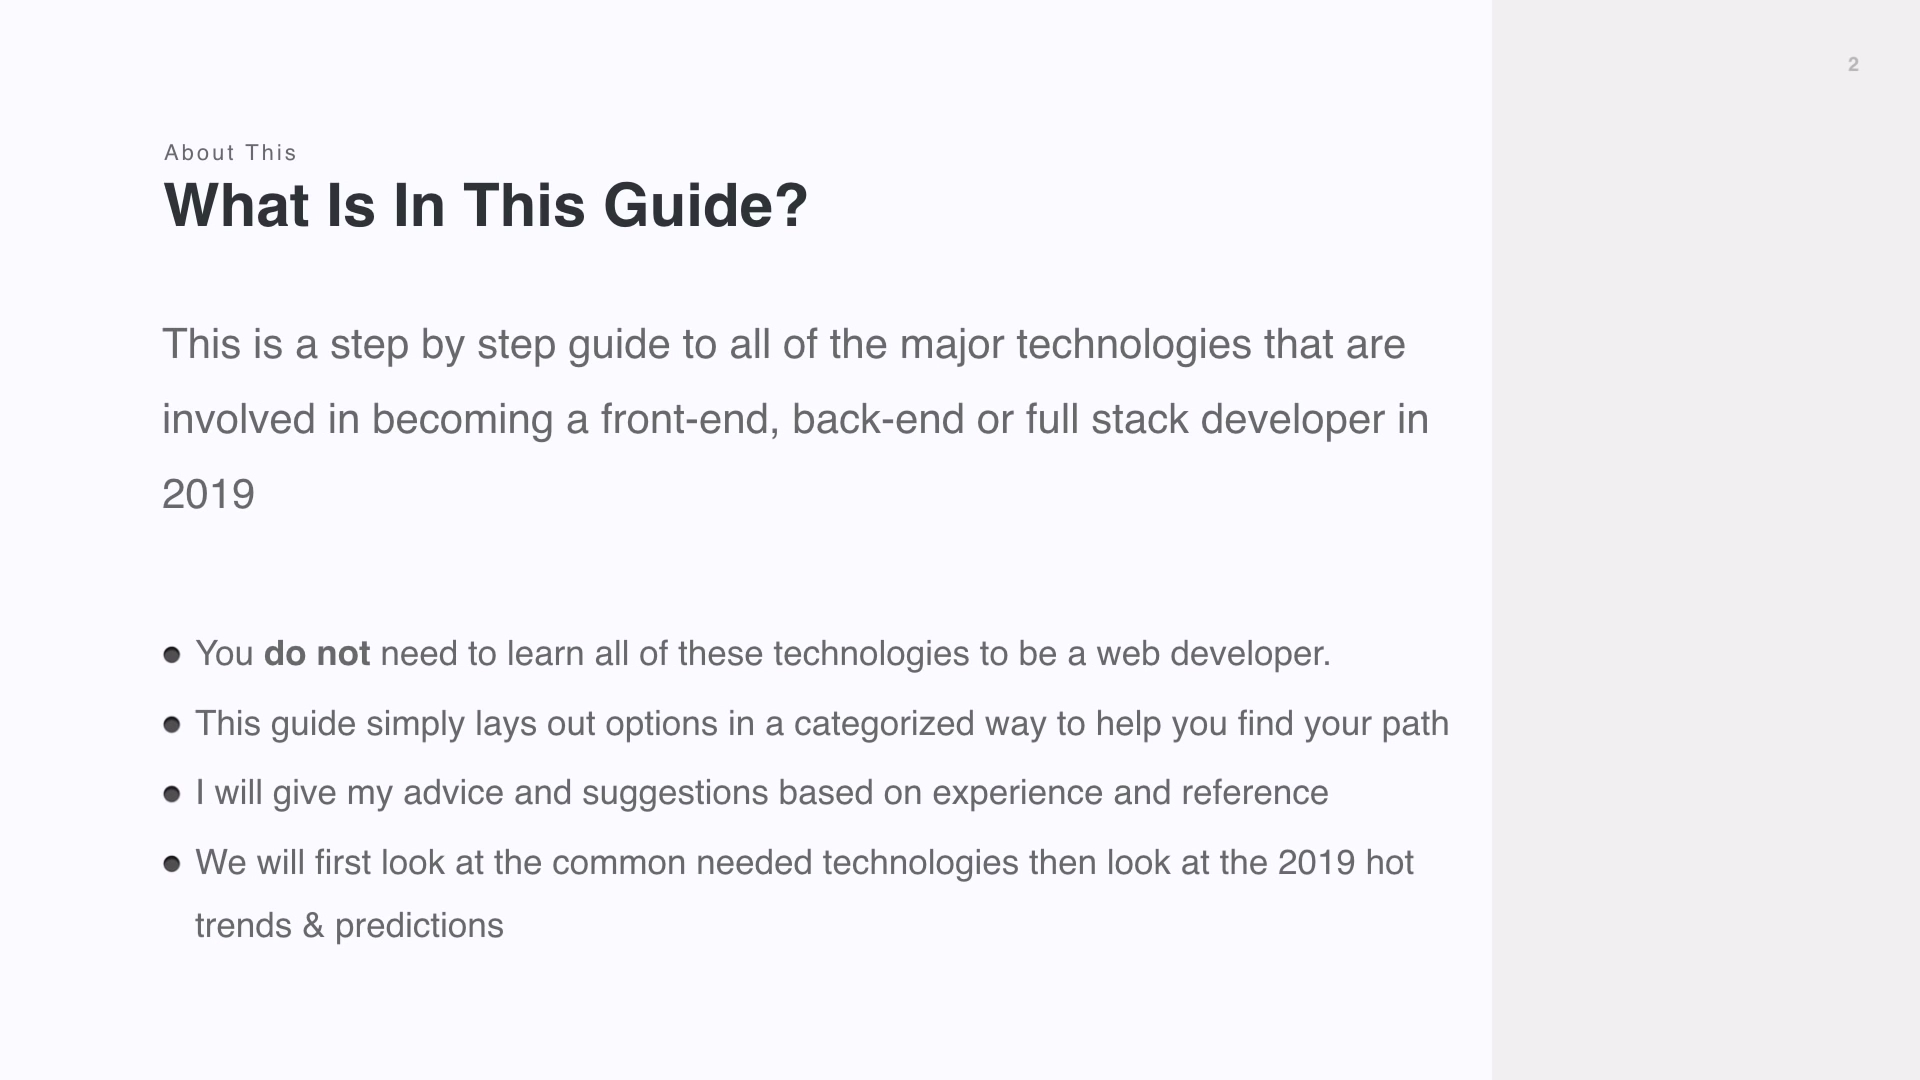 2
About This
What Is In This Guide?
This is a step by step guide to all of the major technologies that are
involved in becoming a front-end, back-end or full stack developer in
2019
You do not need to learn all of these technologies to be a web developer.
This guide simply lays out options in a categorized way to help you find your path
I will give my advice and suggestions based on experience and reference
We will first look at the common needed technologies then look at the 2019 hot
trends & predictions